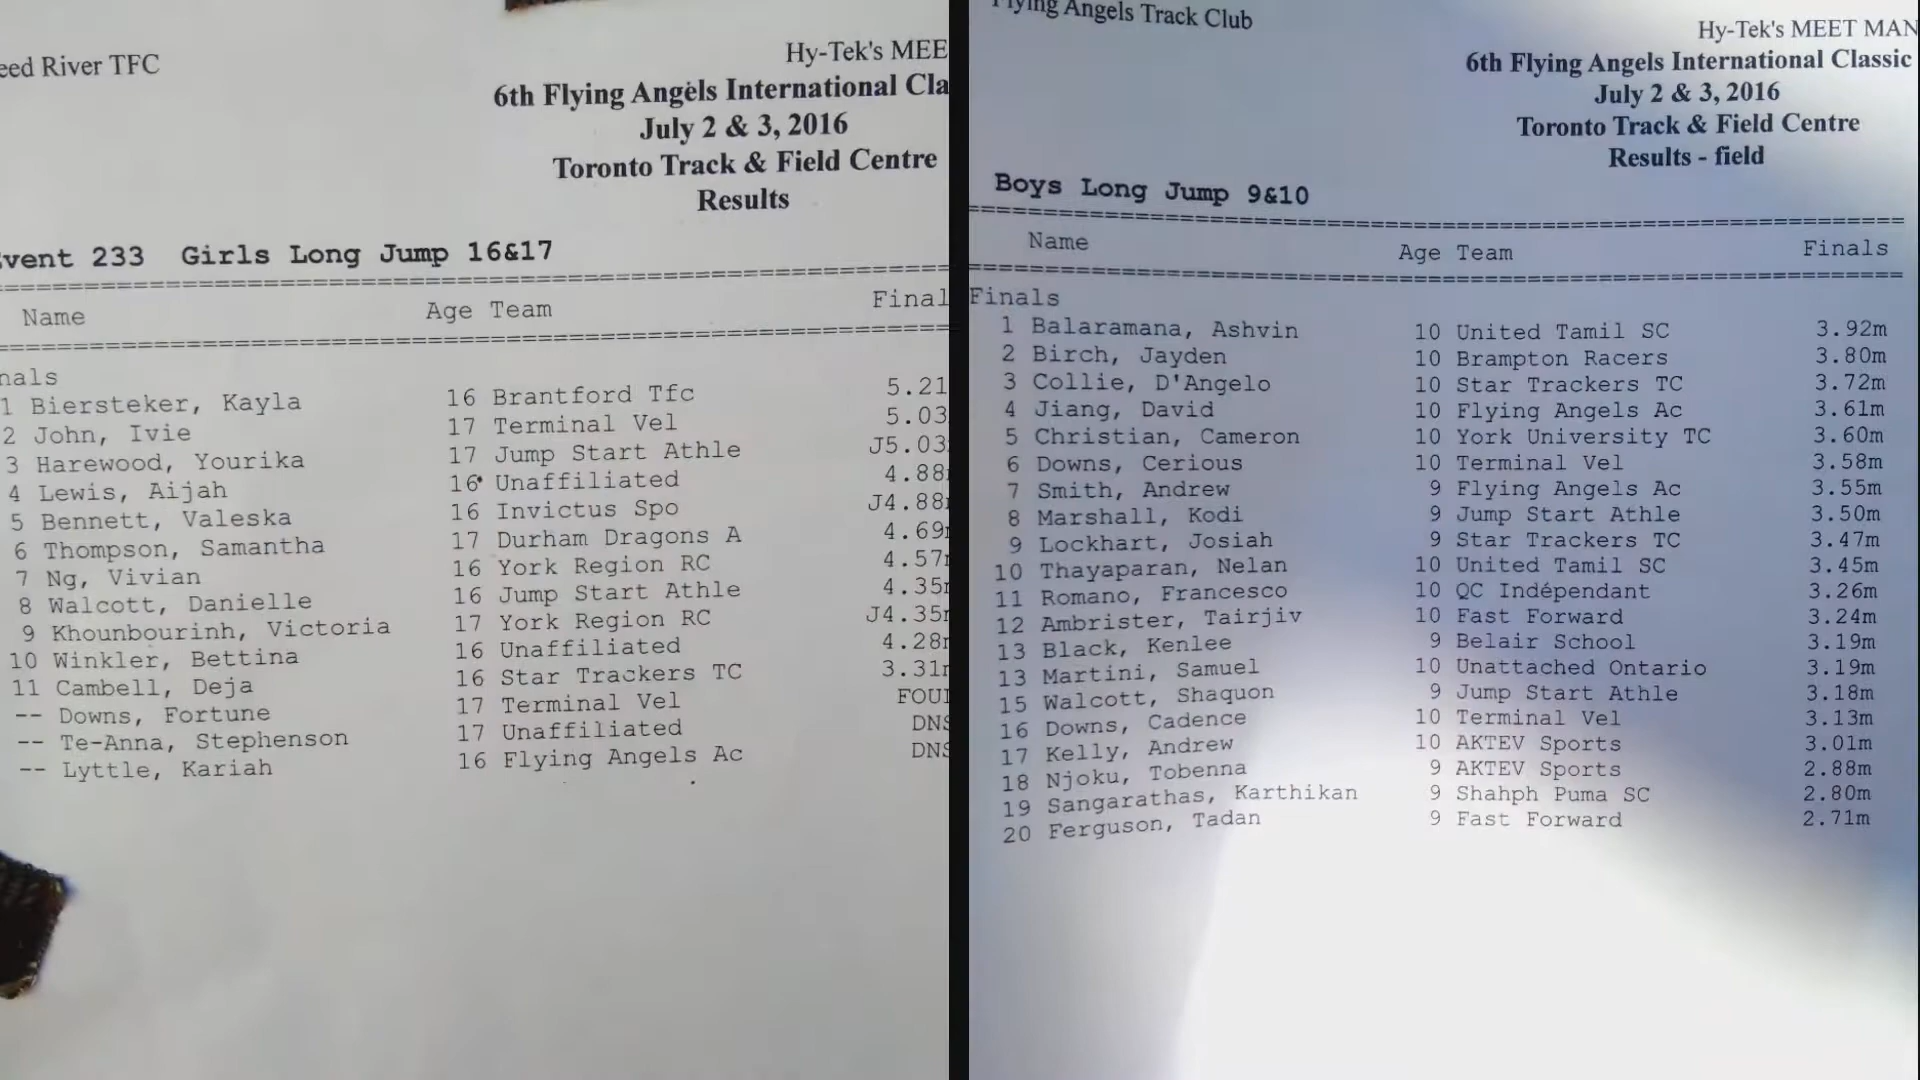 eed River TFC
Hy-Tek's MEE
6th Flying Angels International Cla
July 2 & 3, 2016
Toronto Track & Field Centre
Results
Event 233 Girls Long Jump 16&17
Name Age Team Final
nals
1 Biersteker, Kayla 16 Brantford Tfc 5.21
2 John, Ivie 17 Terminal Vel 5.03
3 Harewood, Yourika 17 Jump Start Athle J5.03
4 Lewis, Aijah 16 Unaffiliated 4.88m
5 Bennett, Valeska 16 Invictus Spo J4.88m
6 Thompson, Samantha 17 Durham Dragons A 4.69m
7 Ng, Vivian 16 York Region RC 4.57m
8 Walcott, Danielle 16 Jump Start Athle 4.35m
9 Khounbourinh, Victoria 17 York Region RC J4.35m
10 Winkler, Bettina 16 Unaffiliated 4.28m
11 Cambell, Deja 16 Star Trackers TC 3.31m
-- Downs, Fortune 17 Terminal Vel FOUL
-- Te-Anna, Stephenson 17 Unaffiliated DNS
-- Lyttle, Kariah 16 Flying Angels Ac DNS
Flying Angels Track Club
Hy-Tek's MEET MAN
6th Flying Angels International Classic
July 2 & 3, 2016
Toronto Track & Field Centre
Results - field
Boys Long Jump 9&10
Name Age Team Finals
Finals
1 Balaramana, Ashvin 10 United Tamil SC 3.92m
2 Birch, Jayden 10 Brampton Racers 3.80m
3 Collie, D'Angelo 10 Star Trackers TC 3.72m
4 Jiang, David 10 Flying Angels Ac 3.61m
5 Christian, Cameron 10 York University TC 3.60m
6 Downs, Cerious 10 Terminal Vel 3.58m
7 Smith, Andrew 9 Flying Angels Ac 3.55m
8 Marshall, Kodi 9 Jump Start Athle 3.50m
9 Lockhart, Josiah 9 Star Trackers TC 3.47m
10 Thayaparan, Nelan 10 United Tamil SC 3.45m
11 Romano, Francesco 10 QC Indépendant 3.26m
12 Ambrister, Tairjiv 10 Fast Forward 3.24m
13 Black, Kenlee 9 Belair School 3.19m
13 Martini, Samuel 10 Unattached Ontario 3.19m
15 Walcott, Shaquon 9 Jump Start Athle 3.18m
16 Downs, Cadence 10 Terminal Vel 3.13m
17 Kelly, Andrew 10 AKTEV Sports 3.01m
18 Njoku, Tobenna 9 AKTEV Sports 2.88m
19 Sangarathas, Karthikan 9 Shahph Puma SC 2.80m
20 Ferguson, Tadan 9 Fast Forward 2.71m